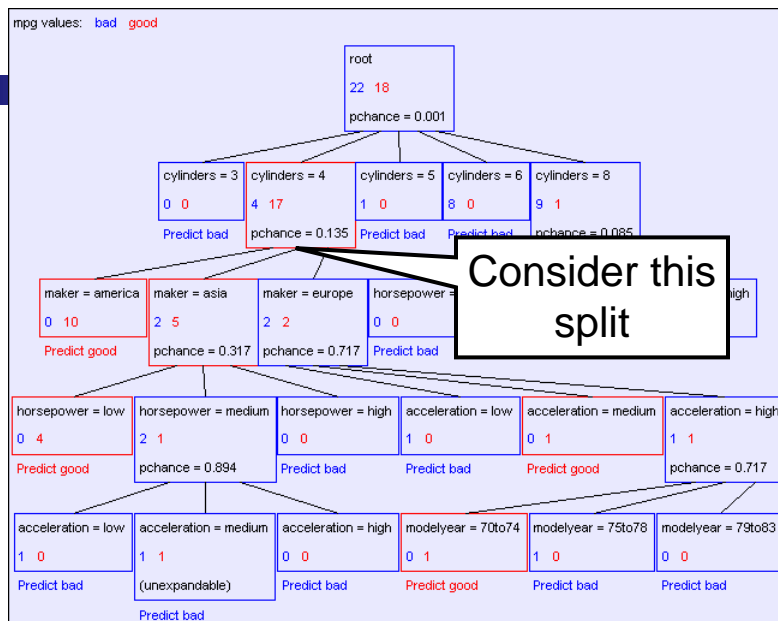 mpg values: bad good
root
22 18
pchance = 0.001
cylinders = 3
0 0
Predict bad
cylinders = 4
4 17
pchance = 0.135
cylinders = 5
1 0
Predict bad
cylinders = 6
8 0
Predict bad
cylinders = 8
9 1
pchance = 0.085
Consider this
split
maker = america
0 10
Predict good
maker = asia
2 5
pchance = 0.317
maker = europe
2 2
pchance = 0.717
horsepower =
0 0
Predict bad
high
horsepower = low
0 4
Predict good
horsepower = medium
2 1
pchance = 0.894
horsepower = high
0 0
Predict bad
acceleration = low
1 0
Predict bad
acceleration = medium
0 1
Predict good
acceleration = high
1 1
pchance = 0.717
acceleration = low
1 0
Predict bad
acceleration = medium
1 1
(unexpandable)
Predict bad
acceleration = high
0 0
Predict bad
modelyear = 70to74
0 1
Predict good
modelyear = 75to78
1 0
Predict bad
modelyear = 79to83
0 0
Predict bad